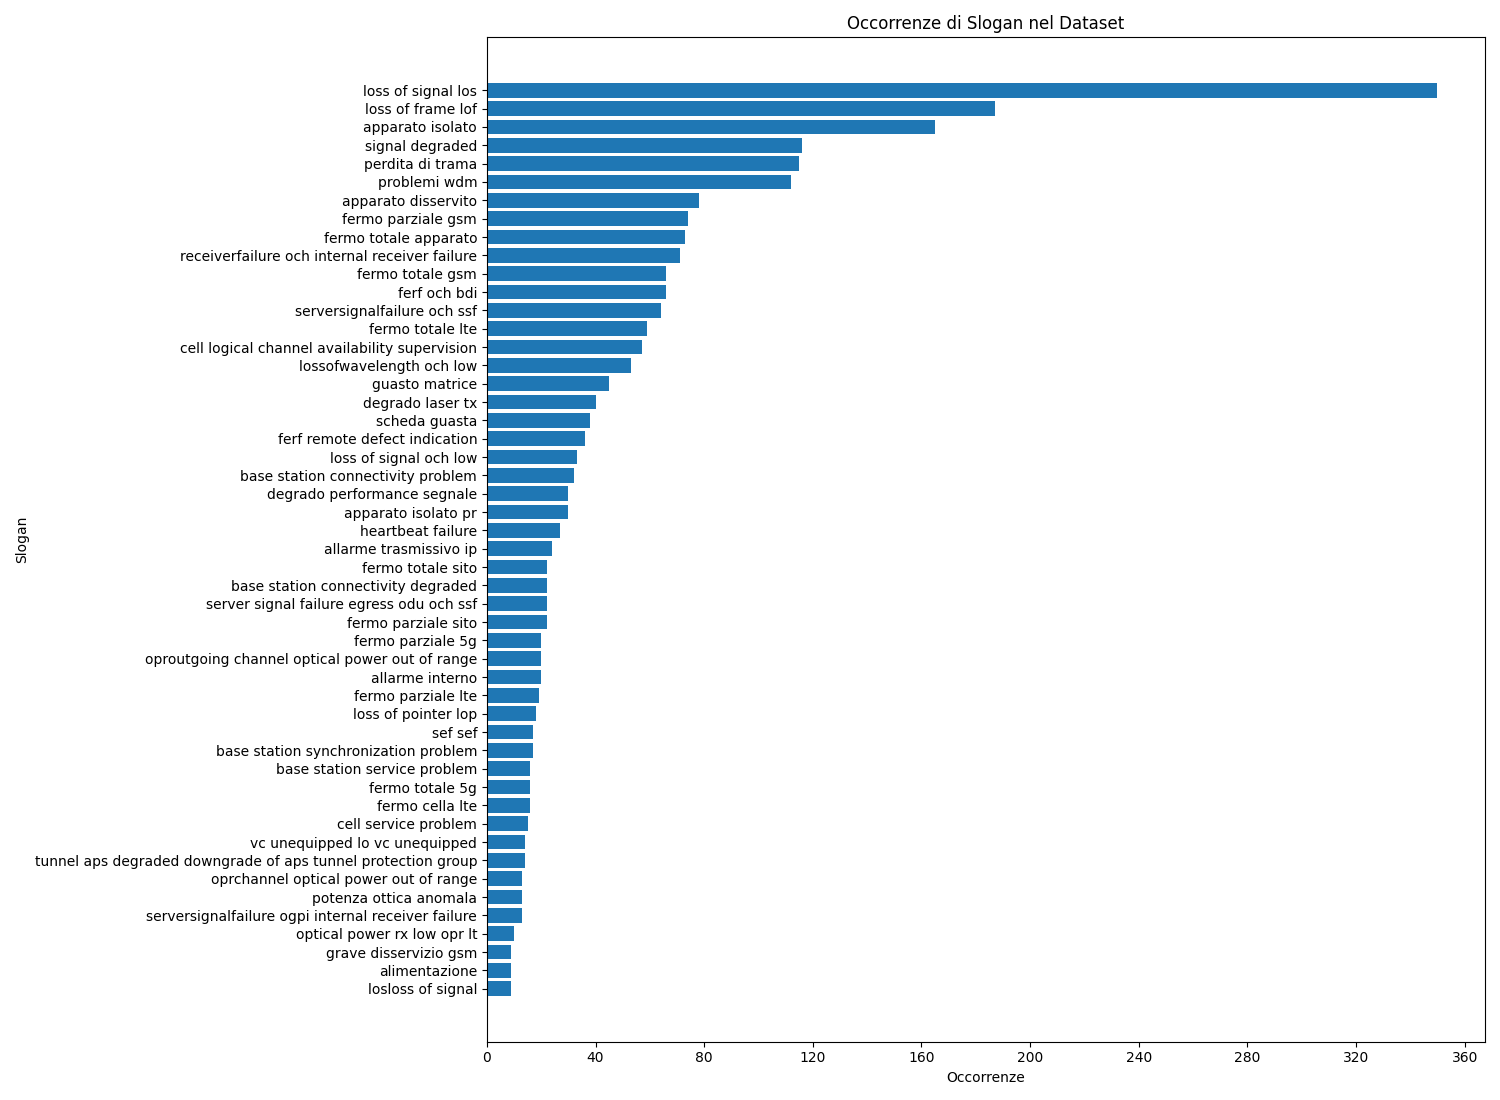 Occorrenze di Slogan nel Dataset
Slogan
loss of signal los
loss of frame lof
apparato isolato
signal degraded
perdita di trama
problemi wdm
apparato disservito
fermo parziale gsm
fermo totale apparato
receiverfailure och internal receiver failure
fermo totale gsm
ferf och bdi
serversignalfailure och ssf
fermo totale lte
cell logical channel availability supervision
lossofwavelength och low
guasto matrice
degrado laser tx
scheda guasta
ferf remote defect indication
loss of signal och low
base station connectivity problem
degrado performance segnale
apparato isolato pr
heartbeat failure
allarme trasmissivo ip
fermo totale sito
base station connectivity degraded
server signal failure egress odu och ssf
fermo parziale sito
fermo parziale 5g
oproutgoing channel optical power out of range
allarme interno
fermo parziale lte
loss of pointer lop
sef sef
base station synchronization problem
base station service problem
fermo totale 5g
fermo cella lte
cell service problem
vc unequipped lo vc unequipped
tunnel aps degraded downgrade of aps tunnel protection group
oprchannel optical power out of range
potenza ottica anomala
serversignalfailure ogpi internal receiver failure
optical power rx low opr lt
grave disservizio gsm
alimentazione
losloss of signal
0 40 80 120 160 200 240 280 320 360
Occorrenze